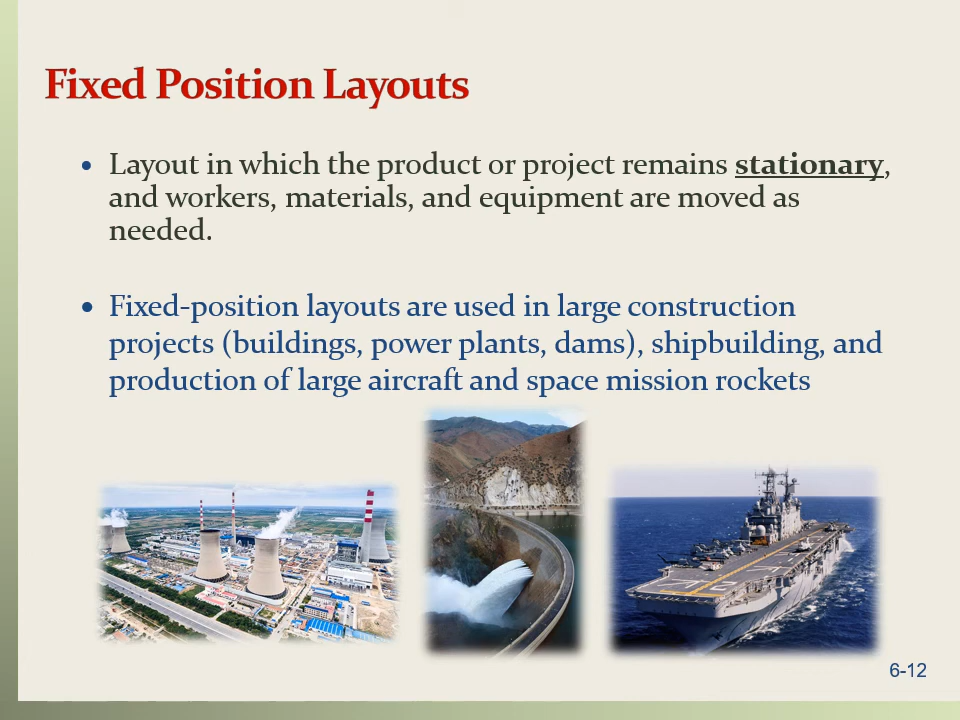 Fixed Position Layouts
• Layout in which the product or project remains stationary,
and workers, materials, and equipment are moved as
needed.
• Fixed-position layouts are used in large construction
projects (buildings, power plants, dams), shipbuilding, and
production of large aircraft and space mission rockets
6-12